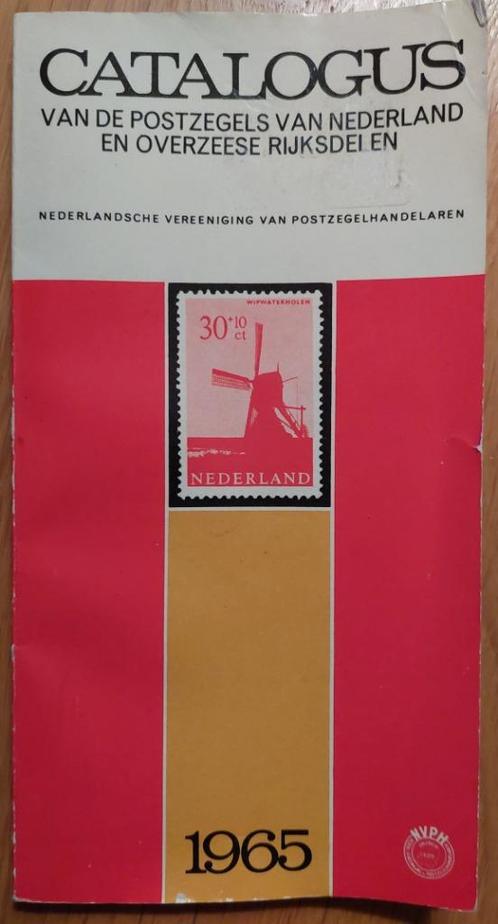 CATALOGUS
VAN DE POSTZEGELS VAN NEDERLAND
EN OVERZEESE RIJKSDELEN
NEDERLANDSCHE VEREENIGING VAN POSTZEGELHANDELAREN
WIPWATERMOLEN
30+10
ct
NEDERLAND
1965
NVPH